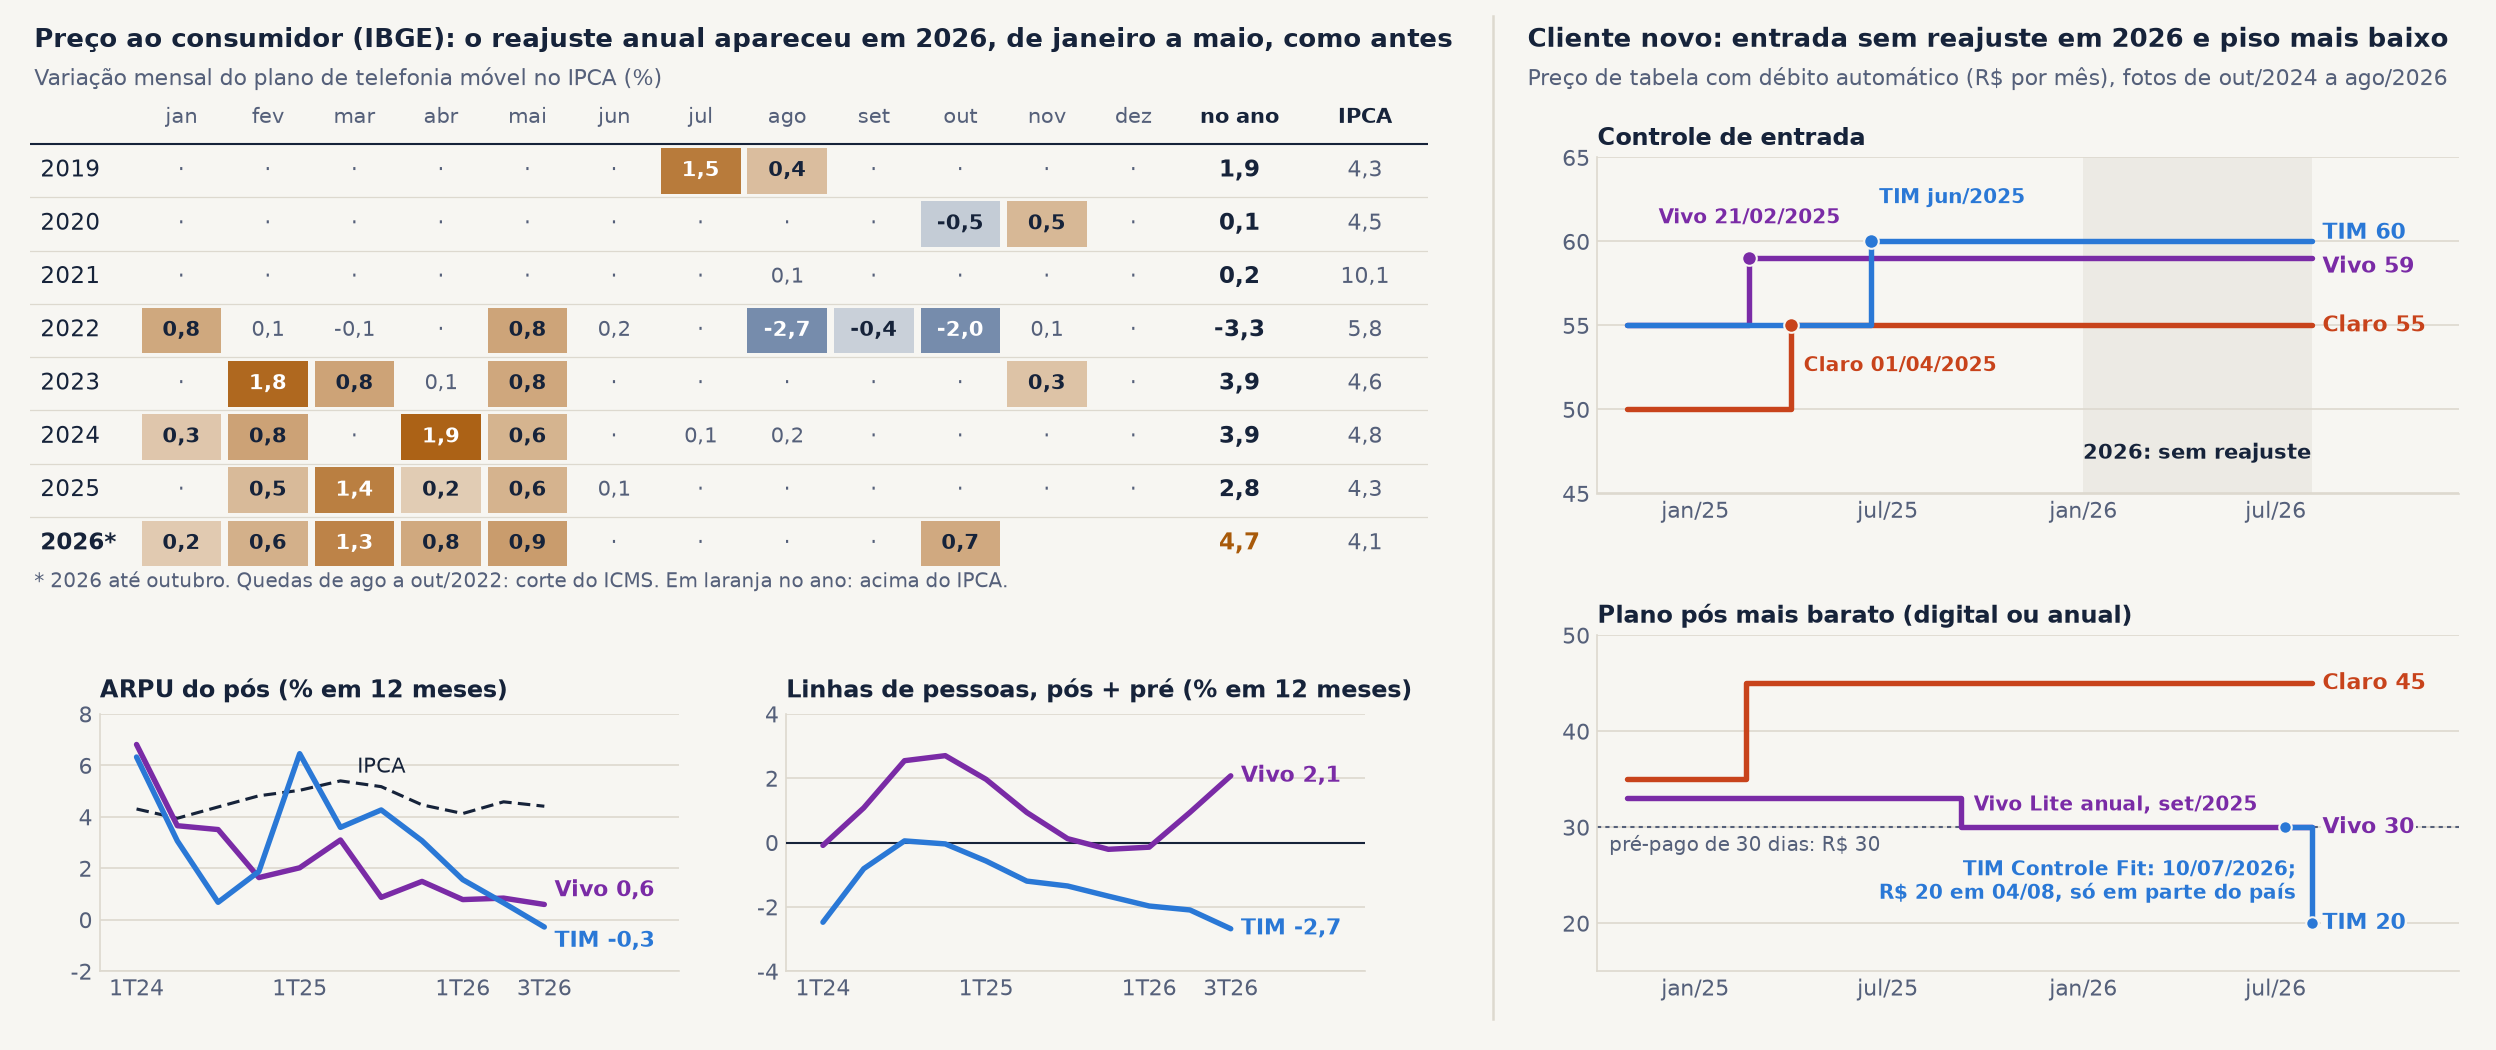 Preço ao consumidor (IBGE): o reajuste anual apareceu em 2026, de janeiro a maio, como antes
Variação mensal do plano de telefonia móvel no IPCA (%)
jan fev mar abr mai jun jul ago set out nov dez no ano IPCA
2019 · · · · · · 1,5 0,4 · · · · 1,9 4,3
2020 · · · · · · · · · -0,5 0,5 · 0,1 4,5
2021 · · · · · · · 0,1 · · · · 0,2 10,1
2022 0,8 0,1 -0,1 · 0,8 0,2 · -2,7 -0,4 -2,0 0,1 · -3,3 5,8
2023 · 1,8 0,8 0,1 0,8 · · · · · 0,3 · 3,9 4,6
2024 0,3 0,8 · 1,9 0,6 · 0,1 0,2 · · · · 3,9 4,8
2025 · 0,5 1,4 0,2 0,6 0,1 · · · · · · 2,8 4,3
2026* 0,2 0,6 1,3 0,8 0,9 · · · · 0,7 4,7 4,1
* 2026 até outubro. Quedas de ago a out/2022: corte do ICMS. Em laranja no ano: acima do IPCA.
ARPU do pós (% em 12 meses)
8
6
4
2
0
-2
IPCA
Vivo 0,6
TIM -0,3
1T24 1T25 1T26 3T26
Linhas de pessoas, pós + pré (% em 12 meses)
4
2
0
-2
-4
Vivo 2,1
TIM -2,7
1T24 1T25 1T26 3T26
Cliente novo: entrada sem reajuste em 2026 e piso mais baixo
Preço de tabela com débito automático (R$ por mês), fotos de out/2024 a ago/2026
Controle de entrada
65
60
55
50
45
TIM jun/2025
Vivo 21/02/2025
TIM 60
Vivo 59
Claro 55
Claro 01/04/2025
2026: sem reajuste
jan/25 jul/25 jan/26 jul/26
Plano pós mais barato (digital ou anual)
50
40
30
20
Claro 45
Vivo Lite anual, set/2025
Vivo 30
pré-pago de 30 dias: R$ 30
TIM Controle Fit: 10/07/2026;
R$ 20 em 04/08, só em parte do país
TIM 20
jan/25 jul/25 jan/26 jul/26